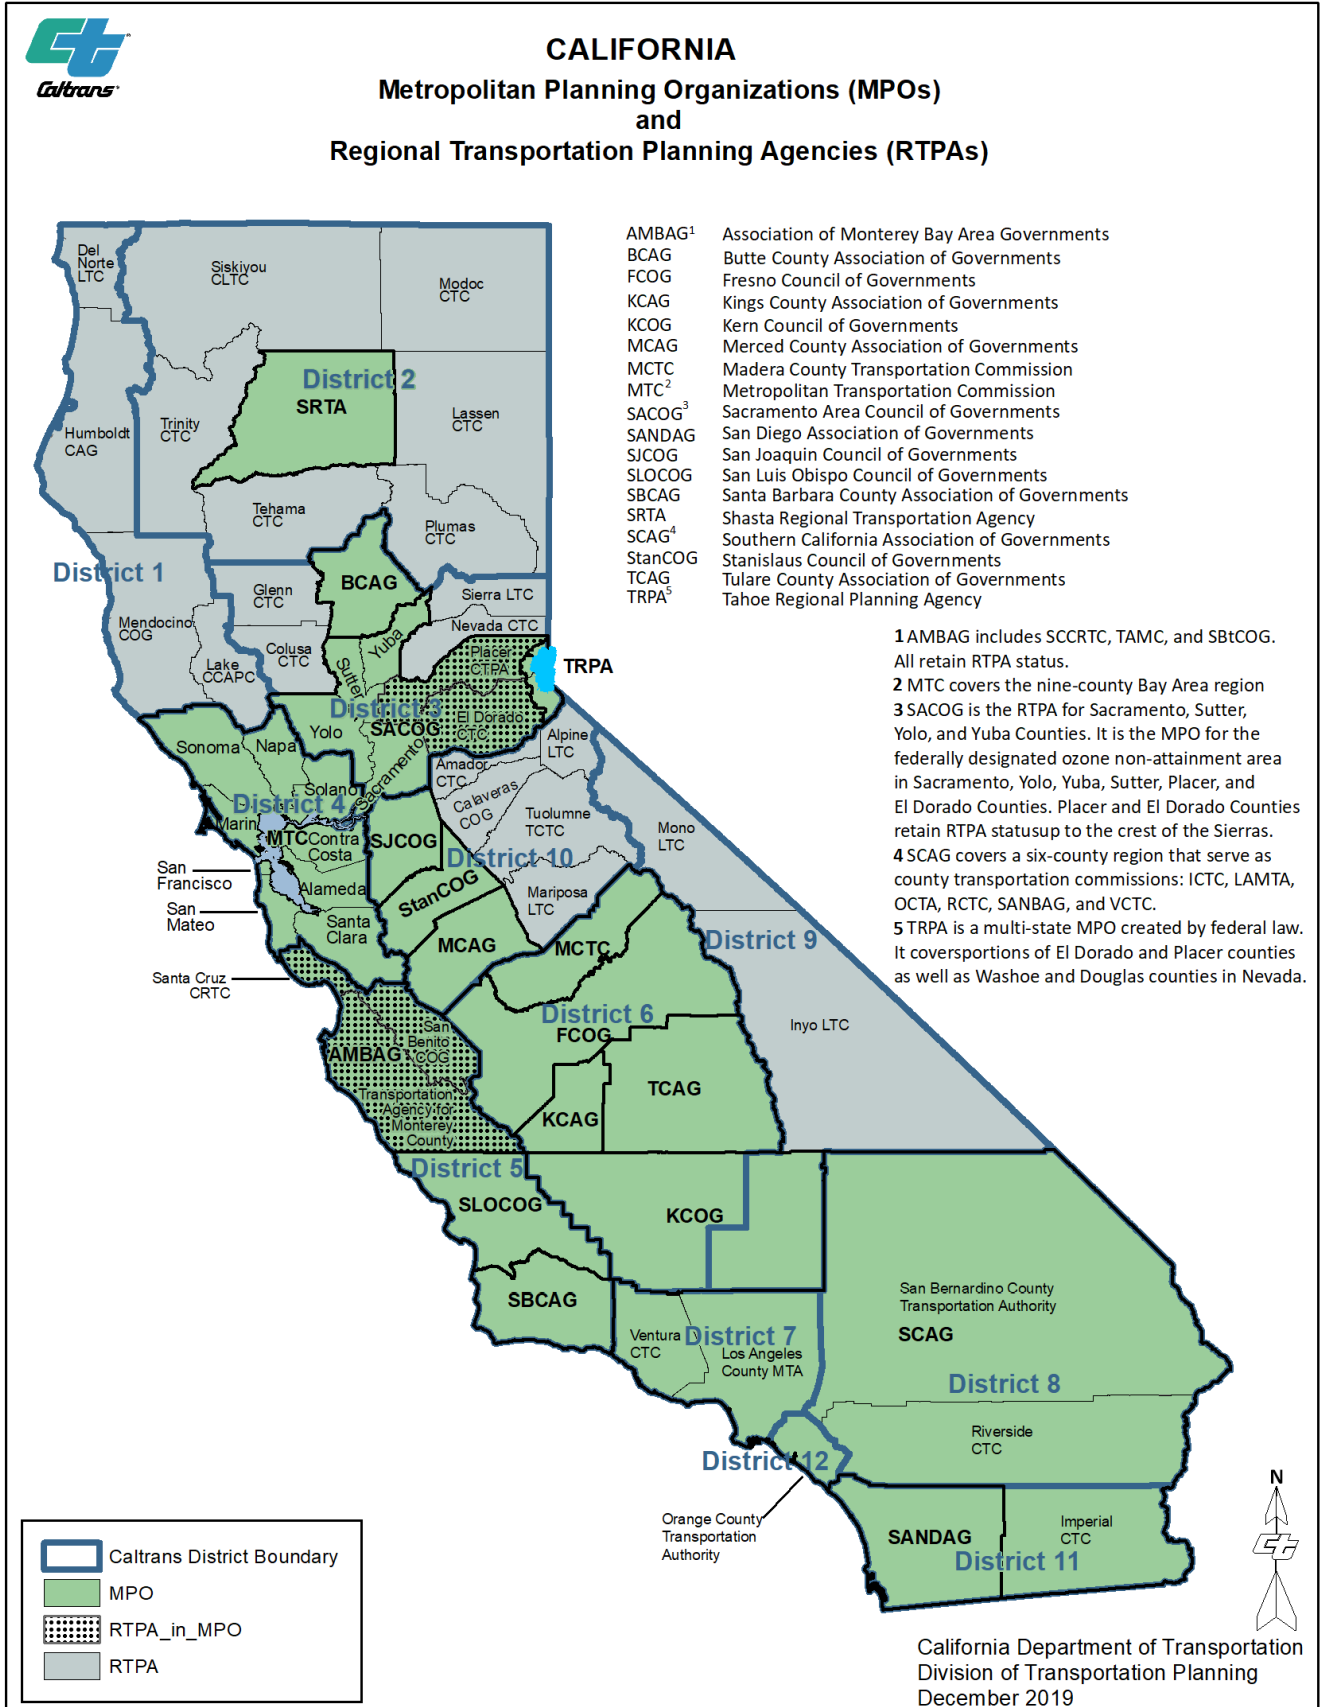 Caltrans®
CALIFORNIA
Metropolitan Planning Organizations (MPOs)
and
Regional Transportation Planning Agencies (RTPAs)
AMBAG1 Association of Monterey Bay Area Governments
BCAG Butte County Association of Governments
FCOG Fresno Council of Governments
KCAG Kings County Association of Governments
KCOG Kern Council of Governments
MCAG Merced County Association of Governments
MCTC Madera County Transportation Commission
MTC2 Metropolitan Transportation Commission
SACOG3 Sacramento Area Council of Governments
SANDAG San Diego Association of Governments
SJCOG San Joaquin Council of Governments
SLOCOG San Luis Obispo Council of Governments
SBCAG Santa Barbara County Association of Governments
SRTA Shasta Regional Transportation Agency
SCAG4 Southern California Association of Governments
StanCOG Stanislaus Council of Governments
TCAG Tulare County Association of Governments
TRPA5 Tahoe Regional Planning Agency
1 AMBAG includes SCCRTC, TAMC, and SBtCOG.
All retain RTPA status.
2 MTC covers the nine-county Bay Area region
3 SACOG is the RTPA for Sacramento, Sutter,
Yolo, and Yuba Counties. It is the MPO for the
federally designated ozone non-attainment area
in Sacramento, Yolo, Yuba, Sutter, Placer, and
El Dorado Counties. Placer and El Dorado Counties
retain RTPA statusup to the crest of the Sierras.
4 SCAG covers a six-county region that serve as
county transportation commissions: ICTC, LAMTA,
OCTA, RCTC, SANBAG, and VCTC.
5 TRPA is a multi-state MPO created by federal law.
It coversportions of El Dorado and Placer counties
as well as Washoe and Douglas counties in Nevada.
Del
Norte
LTC
Siskiyou
CLTC
Modoc
CTC
District 2
SRTA
Humboldt
CAG
Trinity
CTC
Lassen
CTC
Tehama
CTC
Plumas
CTC
District 1
BCAG
Glenn
CTC
Sierra LTC
Mendocino
COG
Nevada CTC
Colusa
CTC
Lake
CCAPC
Sutter
Yuba
Placer
CTPA
TRPA
District 3
SACOG
El Dorado
CTC
Sonoma
Napa
Yolo
Solano
Sacramento
Alpine
LTC
Amador
CTC
Calaveras
COG
Tuolumne
TCTC
Mono
LTC
District 4
Marin
MTC
Contra
Costa
SJCOG
District 10
San
Francisco
Alameda
StanCOG
Mariposa
LTC
San
Mateo
Santa
Clara
MCAG
MCTC
District 9
Santa Cruz
CRTC
District 6
FCOG
Inyo LTC
San
Benito
COG
AMBAG
Transportation
Agency for
Monterey
County
TCAG
KCAG
District 5
SLOCOG
KCOG
SBCAG
San Bernardino County
Transportation Authority
SCAG
Ventura
CTC
District 7
Los Angeles
County MTA
District 8
Riverside
CTC
District 12
Orange County
Transportation
Authority
SANDAG
Imperial
CTC
District 11
N
Caltrans District Boundary
MPO
RTPA_in_MPO
RTPA
California Department of Transportation
Division of Transportation Planning
December 2019